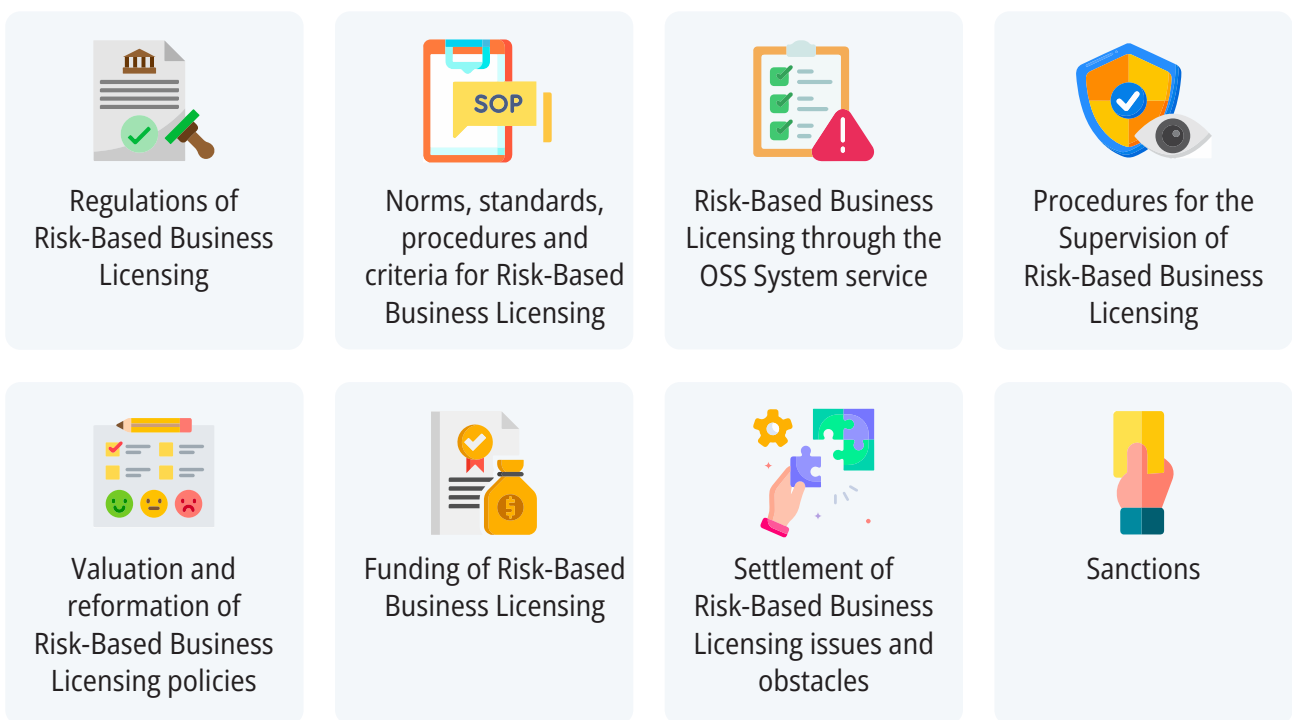 Regulations of
Risk-Based Business
Licensing
SOP
Norms, standards,
procedures and
criteria for Risk-Based
Business Licensing
Risk-Based Business
Licensing through the
OSS System service
Procedures for the
Supervision of
Risk-Based Business
Licensing
Valuation and
reformation of
Risk-Based Business
Licensing policies
$
Funding of Risk-Based
Business Licensing
Settlement of
Risk-Based Business
Licensing issues and
obstacles
Sanctions